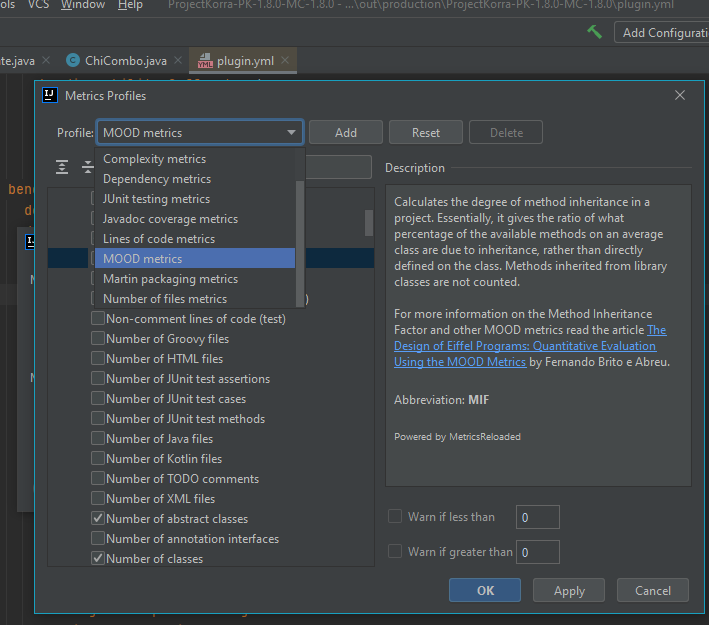 ols VCS Window Help ProjectKorra-PK-1.8.0-MC-1.8.0 - ...\out\production\ProjectKorra-PK-1.8.0-MC-1.8.0\plugin.yml
Add Configurati
te.java ChiCombo.java plugin.yml
Metrics Profiles
Profile: MOOD metrics Add Reset Delete
Complexity metrics
Dependency metrics
JUnit testing metrics
Javadoc coverage metrics
Lines of code metrics
MOOD metrics
Martin packaging metrics
Number of files metrics
Non-comment lines of code (test)
Number of Groovy files
Number of HTML files
Number of JUnit test assertions
Number of JUnit test cases
Number of JUnit test methods
Number of Java files
Number of Kotlin files
Number of TODO comments
Number of XML files
Number of abstract classes
Number of annotation interfaces
Number of classes
Description
Calculates the degree of method inheritance in a
project. Essentially, it gives the ratio of what
percentage of the available methods on an average
class are due to inheritance, rather than directly
defined on the class. Methods inherited from library
classes are not counted.
For more information on the Method Inheritance
Factor and other MOOD metrics read the article The
Design of Eiffel Programs: Quantitative Evaluation
Using the MOOD Metrics by Fernando Brito e Abreu.
Abbreviation: MIF
Powered by MetricsReloaded
Warn if less than 0
Warn if greater than 0
OK Apply Cancel